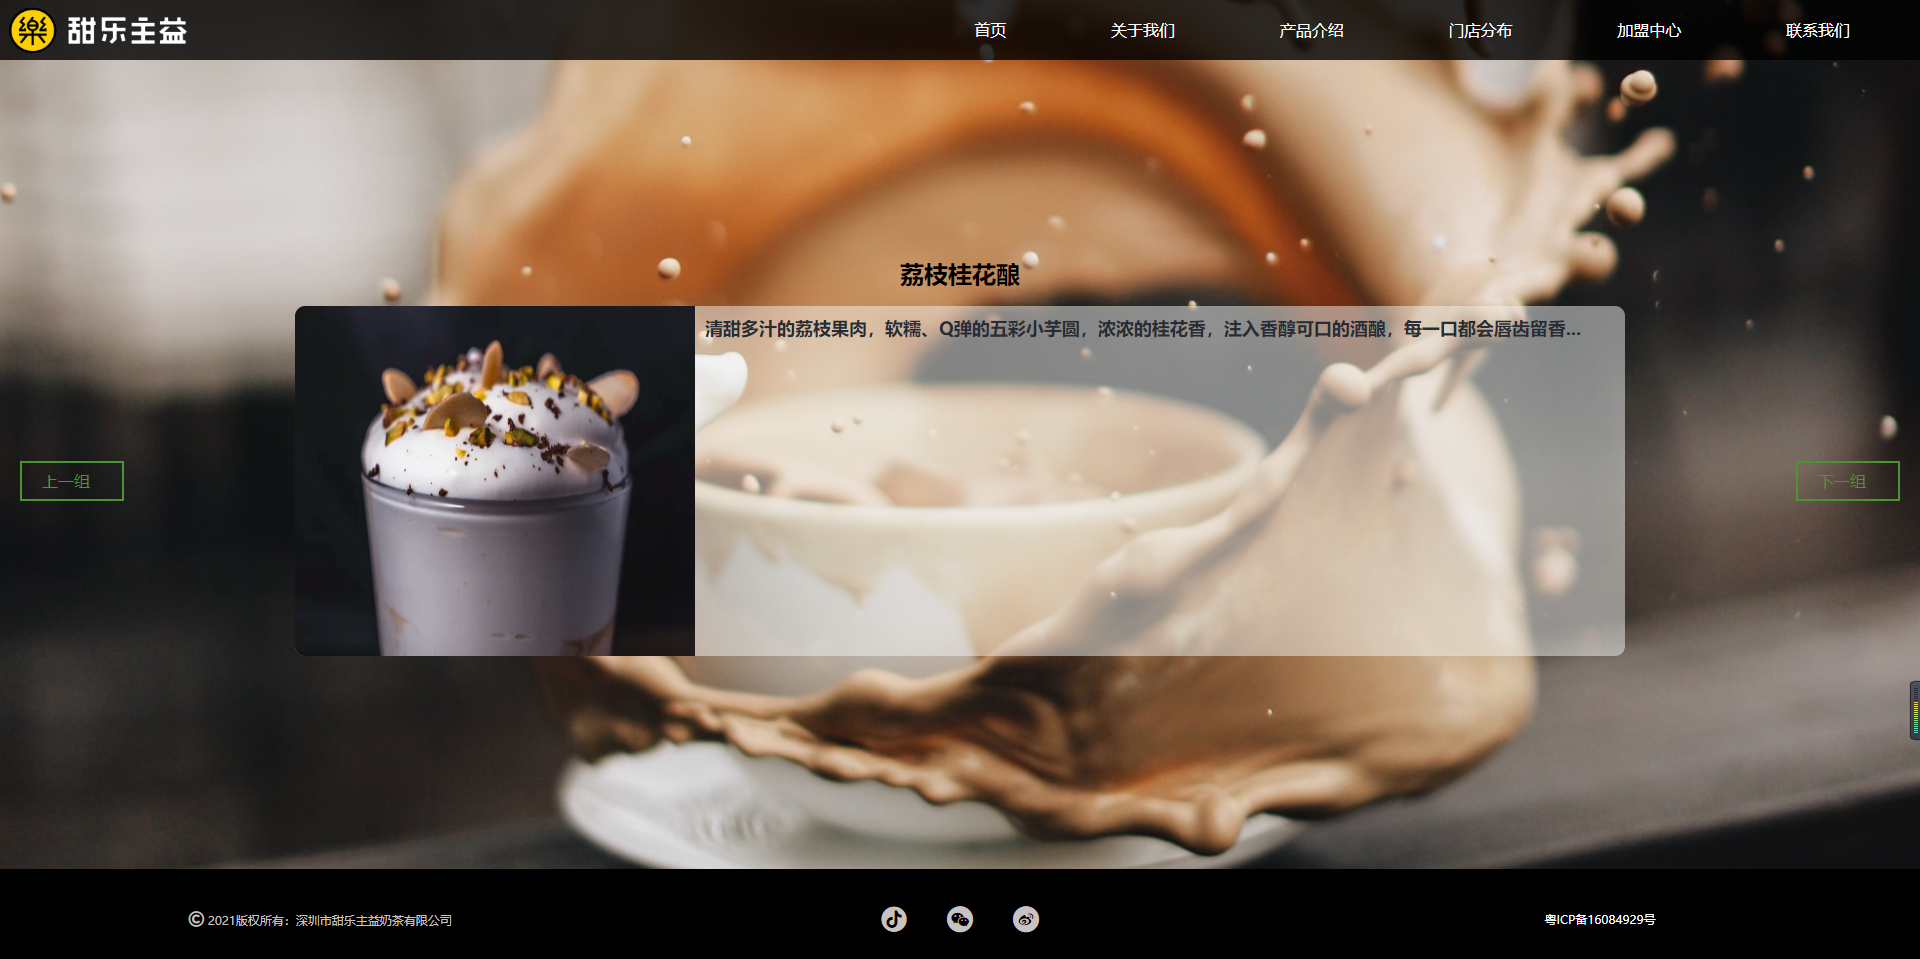 樂 甜乐主益
首页 关于我们 产品介绍 门店分布 加盟中心 联系我们
荔枝桂花酿
清甜多汁的荔枝果肉，软糯、Q弹的五彩小芋圆，浓浓的桂花香，注入香醇可口的酒酿，每一口都会唇齿留香...
上一组
下一组
©2021版权所有：深圳市甜乐主益奶茶有限公司
粤ICP备16084929号